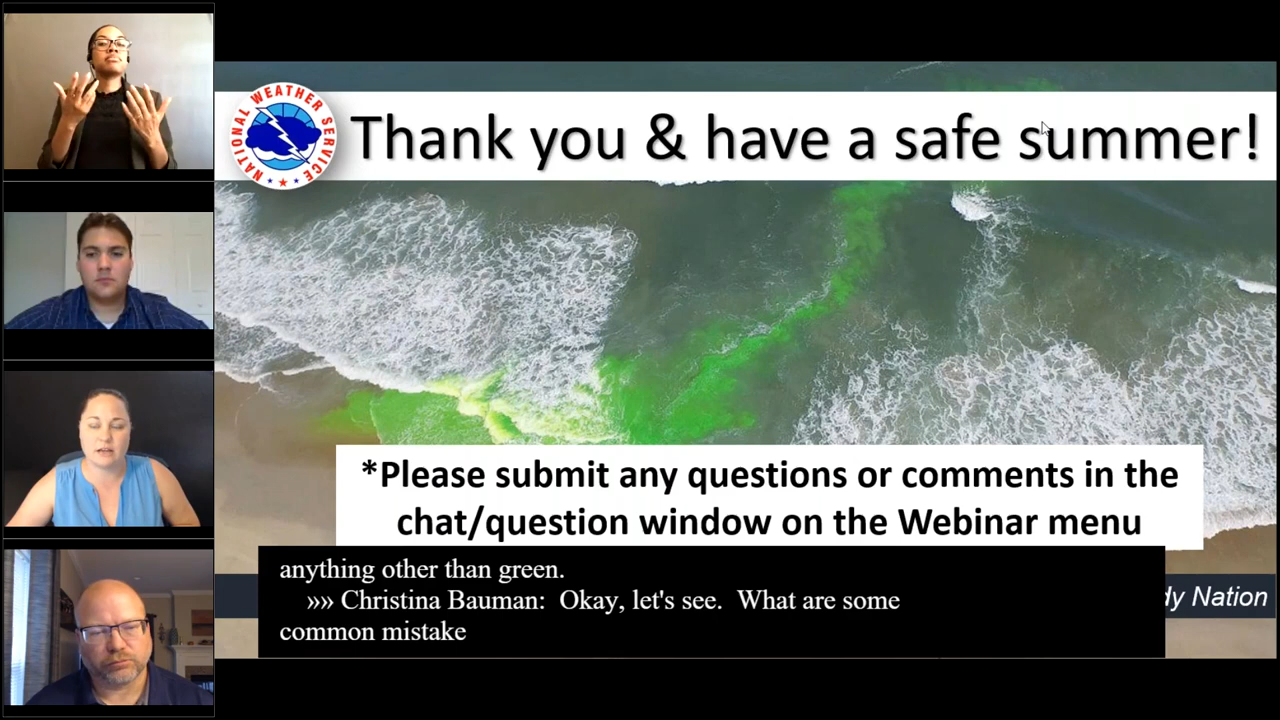 NATIONAL WEATHER SERVICE
Thank you & have a safe summer!
*Please submit any questions or comments in the
chat/question window on the Webinar menu
anything other than green.
»» Christina Bauman:  Okay, let's see.  What are some
common mistake
dy Nation